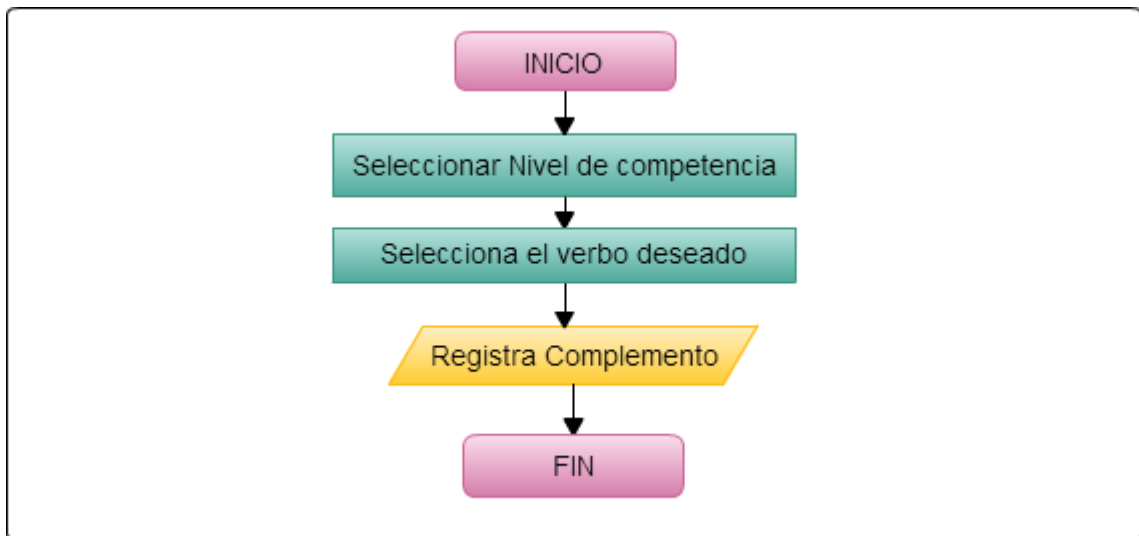 INICIO
Seleccionar Nivel de competencia
Selecciona el verbo deseado
Registra Complemento
FIN